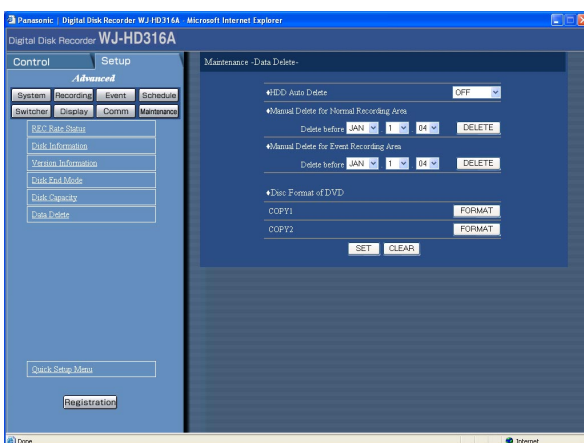 Panasonic | Digital Disk Recorder WJ-HD316A - Microsoft Internet Explorer
Digital Disk Recorder WJ-HD316A
Control Setup
Advanced
System Recording Event Schedule
Switcher Display Comm Maintenance
REC Rate Status
Disk Information
Version Information
Disk End Mode
Disk Capacity
Data Delete
Quick Setup Menu
Registration
Maintenance -Data Delete-
♦HDD Auto Delete OFF
♦Manual Delete for Normal Recording Area
Delete before JAN . 1 . 04 DELETE
♦Manual Delete for Event Recording Area
Delete before JAN . 1 . 04 DELETE
♦Disc Format of DVD
COPY1 FORMAT
COPY2 FORMAT
SET CLEAR
Done Internet